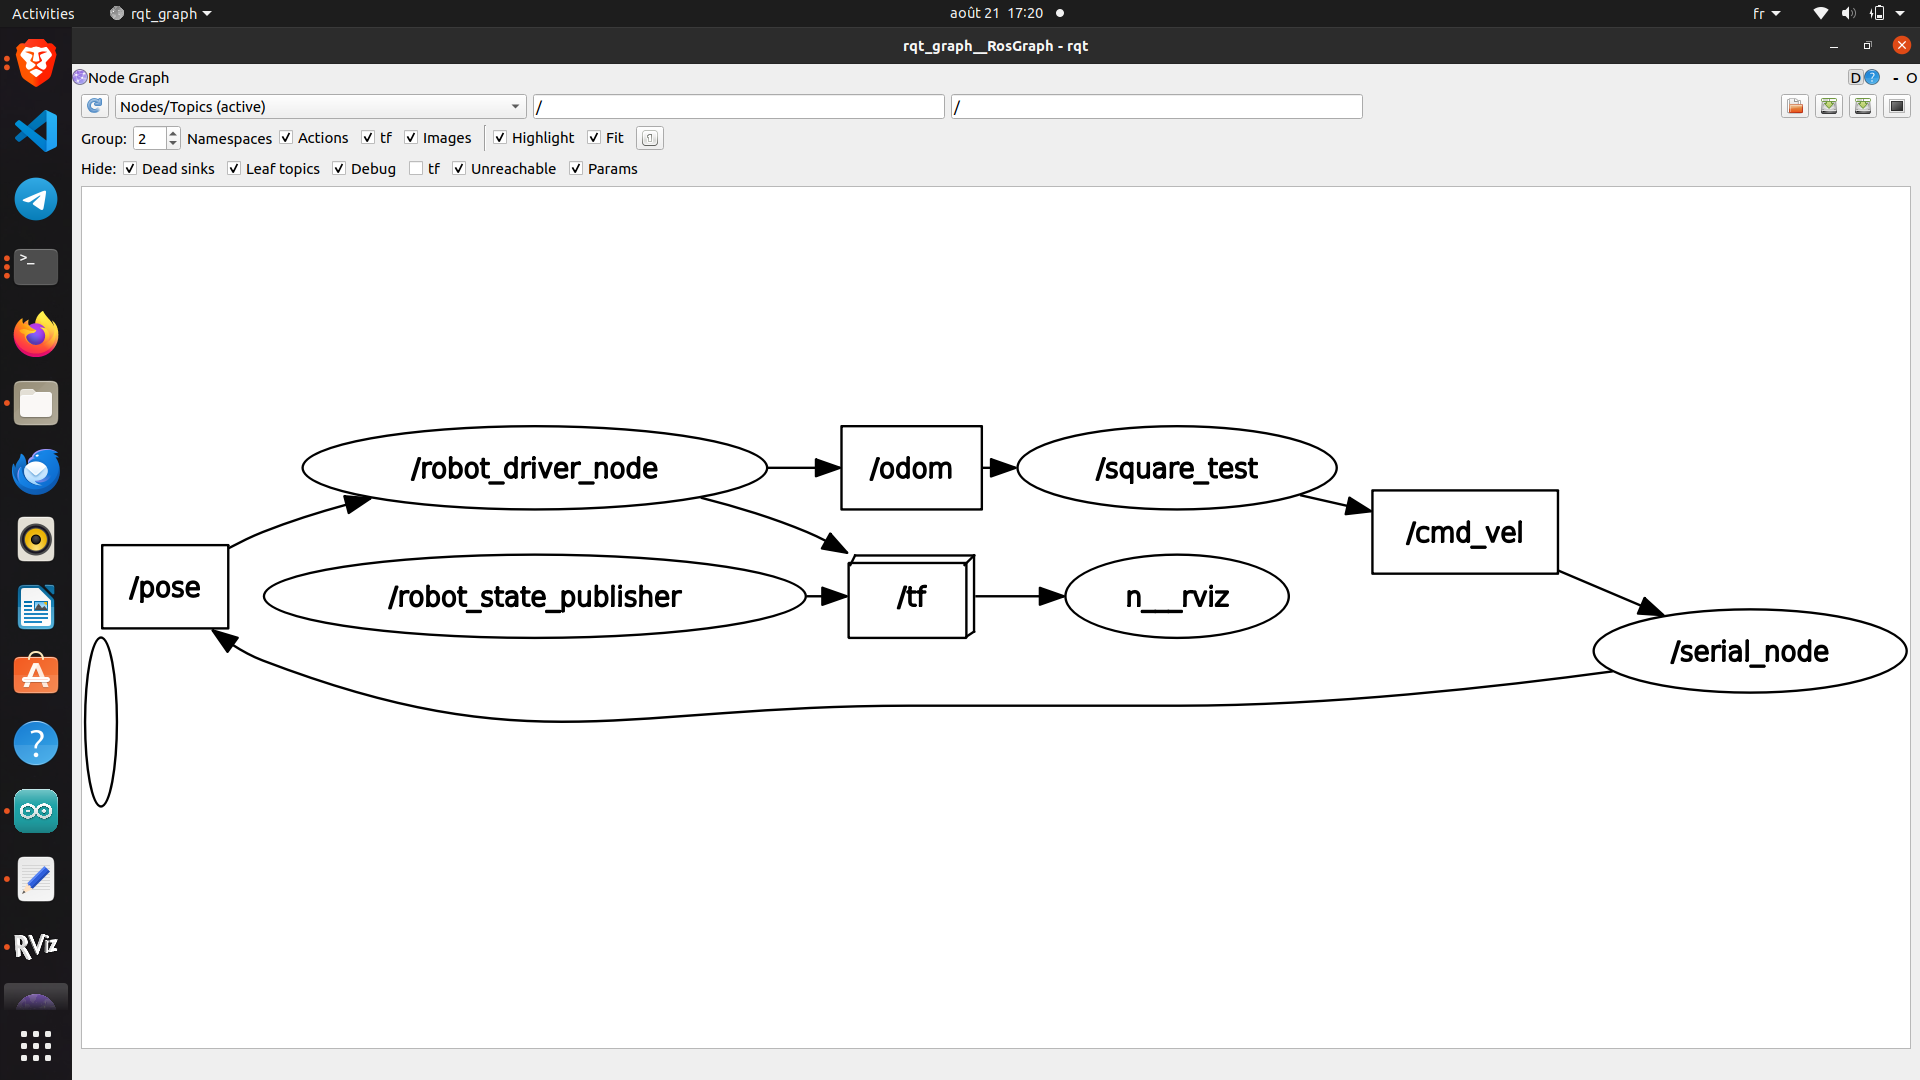 Activities rqt_graph août 21 17:20 fr
rqt_graph__RosGraph - rqt
Node Graph D ? - O
Nodes/Topics (active) / /
Group: 2 Namespaces Actions tf Images Highlight Fit
Hide: Dead sinks Leaf topics Debug tf Unreachable Params
/robot_driver_node /odom /square_test
/cmd_vel
/pose /robot_state_publisher /tf n___rviz
/serial_node
>_
?
RViz